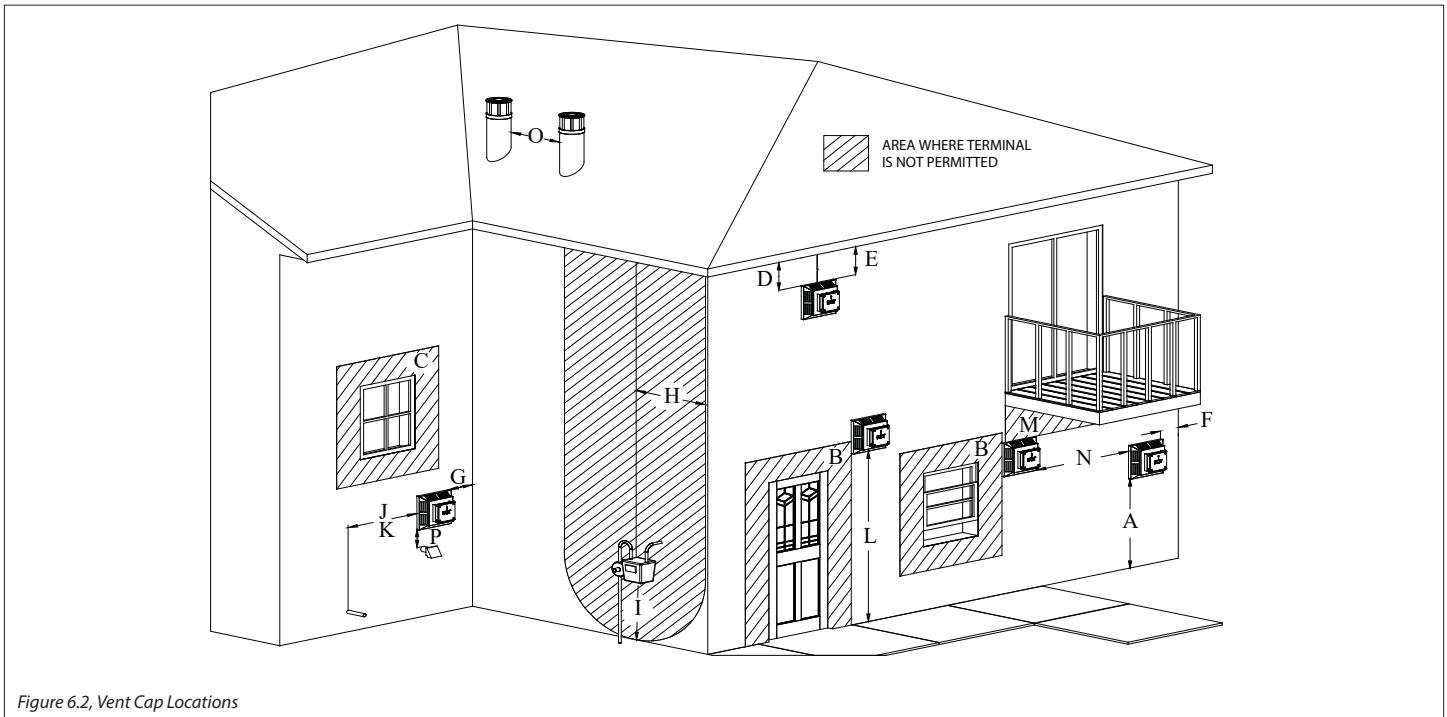 O
AREA WHERE TERMINAL
IS NOT PERMITTED
D
E
C
H
M
F
B
B
G
N
J
K
P
L
A
I
Figure 6.2, Vent Cap Locations